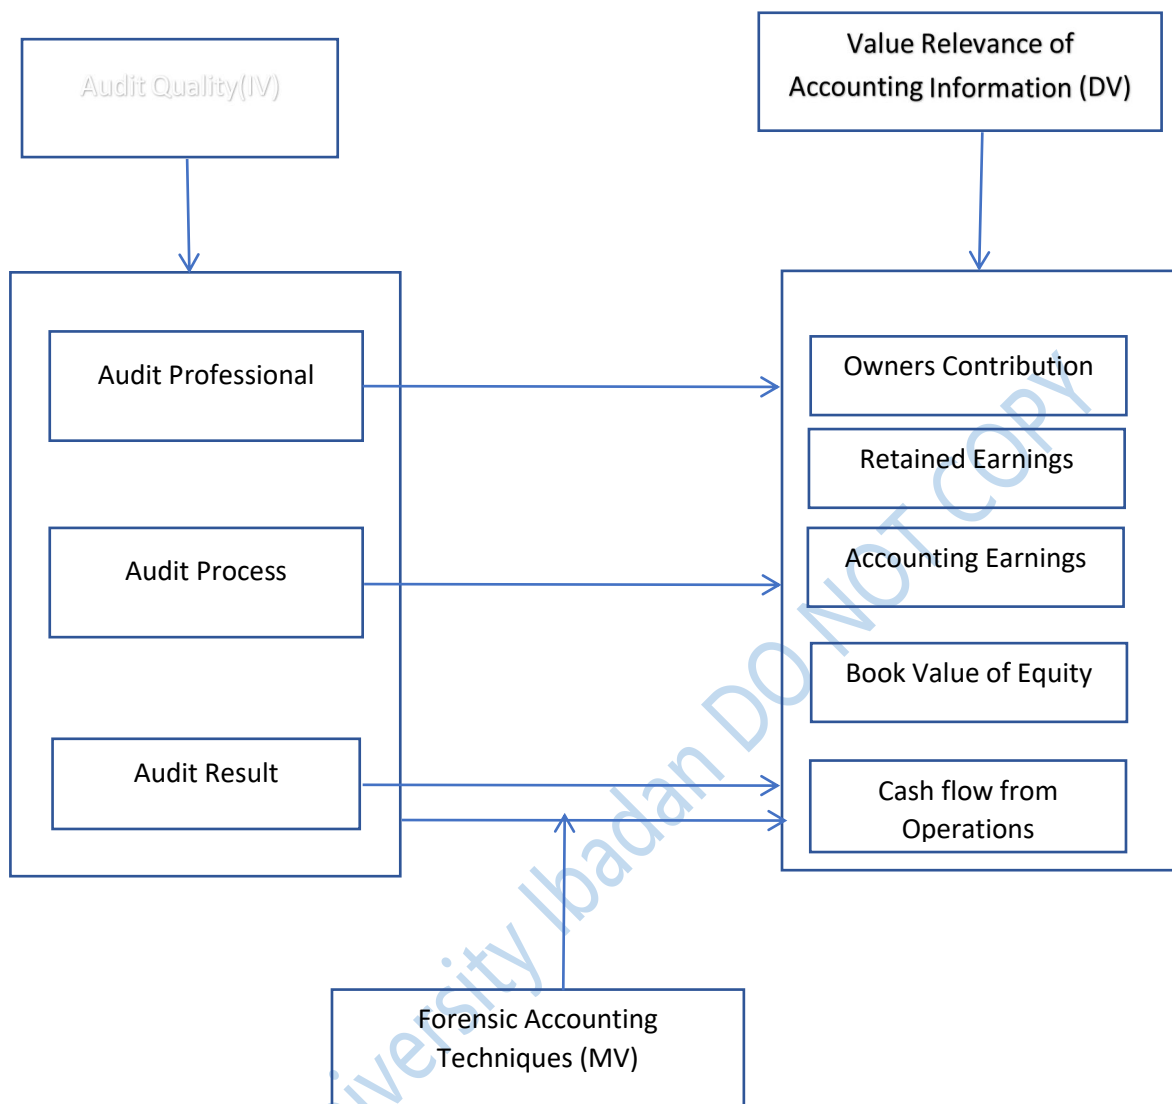 Audit Quality(IV)
Value Relevance of
Accounting Information (DV)
Audit Professional
Audit Process
Audit Result
Owners Contribution
Retained Earnings
Accounting Earnings
Book Value of Equity
Cash flow from
Operations
Forensic Accounting
Techniques (MV)
iversity Ibadan DO NOT COPY